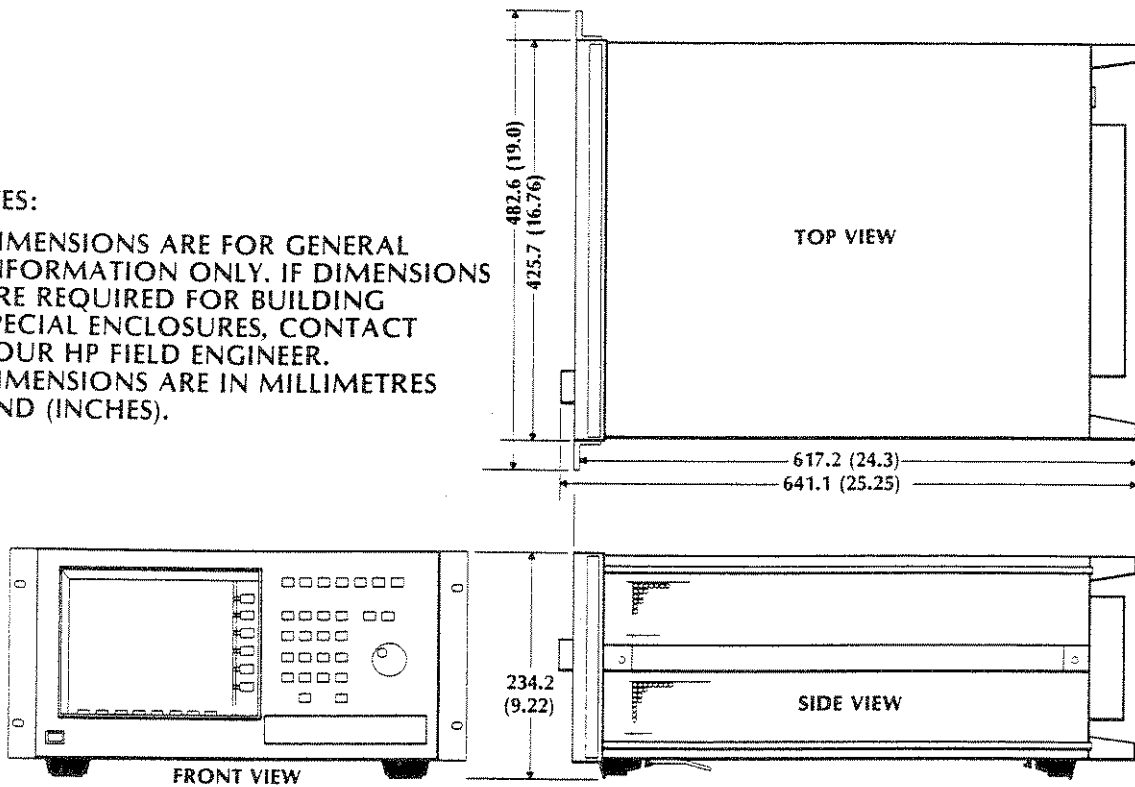 ES:
IMENSIONS ARE FOR GENERAL
NFORMATION ONLY. IF DIMENSIONS
RE REQUIRED FOR BUILDING
PECIAL ENCLOSURES, CONTACT
OUR HP FIELD ENGINEER.
IMENSIONS ARE IN MILLIMETRES
ND (INCHES).
482.6 (19.0)
425.7 (16.76)
TOP VIEW
617.2 (24.3)
641.1 (25.25)
234.2
(9.22)
SIDE VIEW
FRONT VIEW